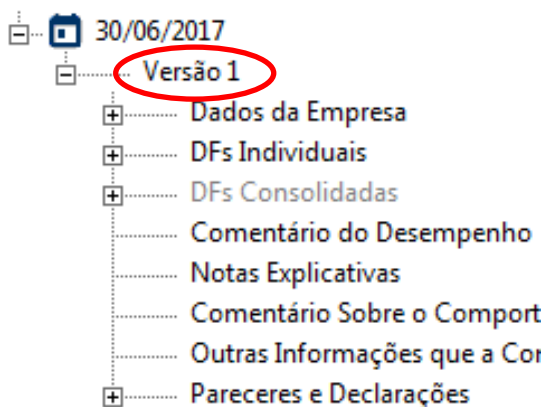 30/06/2017
Versão 1
Dados da Empresa
DFs Individuais
DFs Consolidadas
Comentário do Desempenho
Notas Explicativas
Comentário Sobre o Comport
Outras Informações que a Cor
Pareceres e Declarações